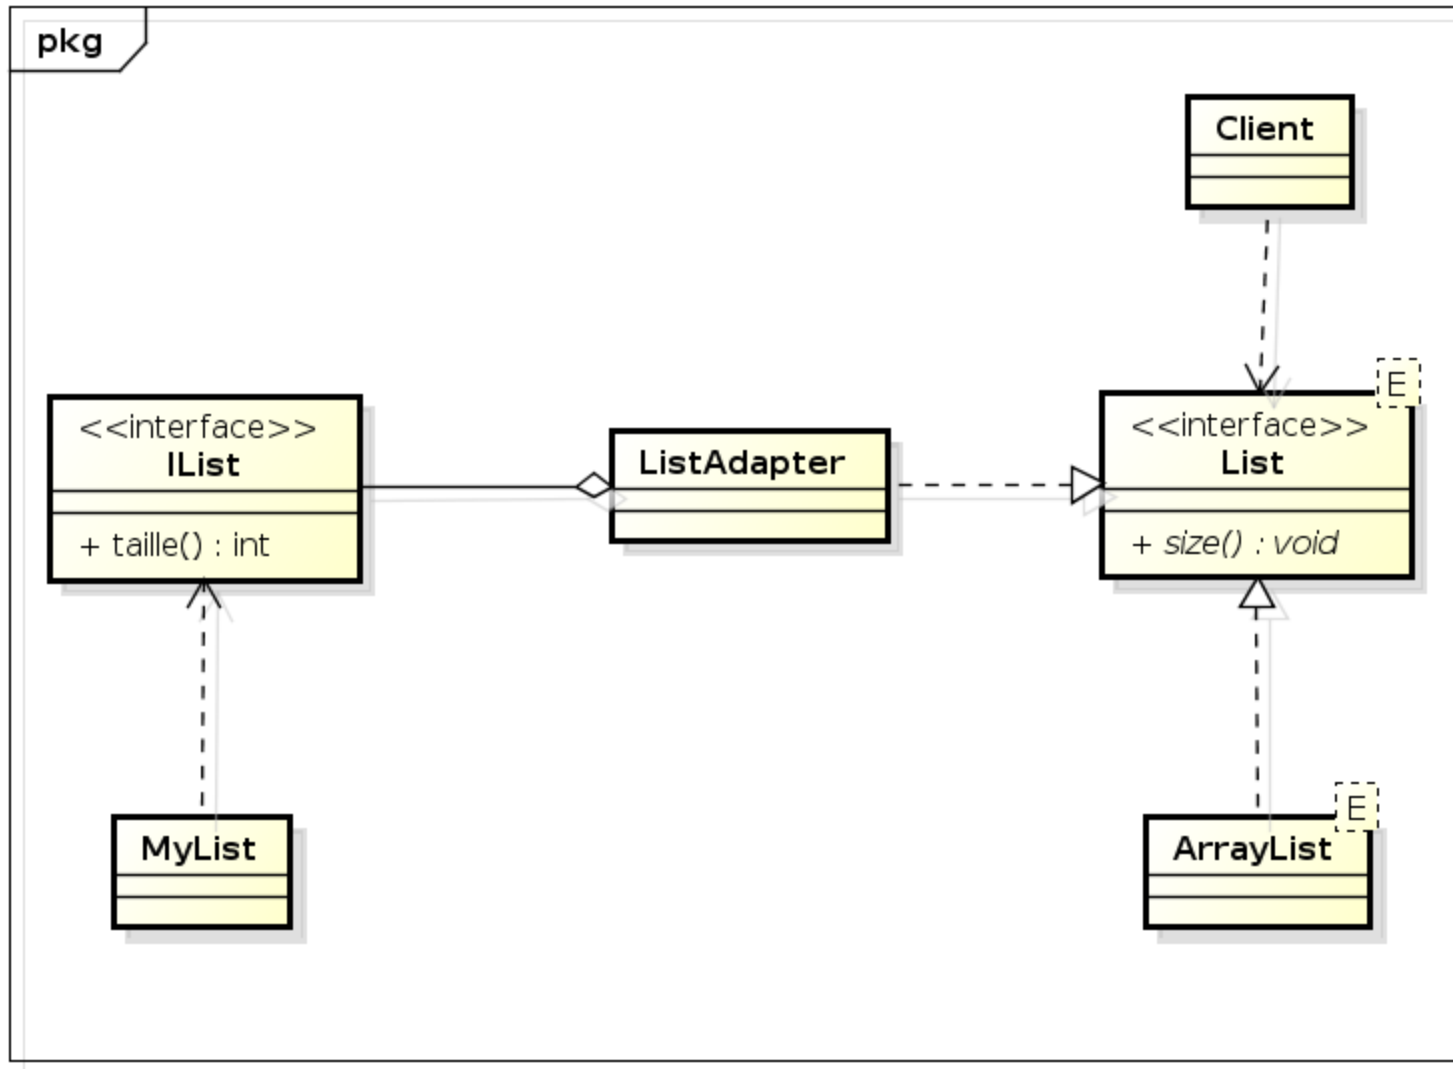 pkg
Client
E
<<interface>>
IList
+ taille() : int
ListAdapter
<<interface>>
List
+ size() : void
MyList
E
ArrayList